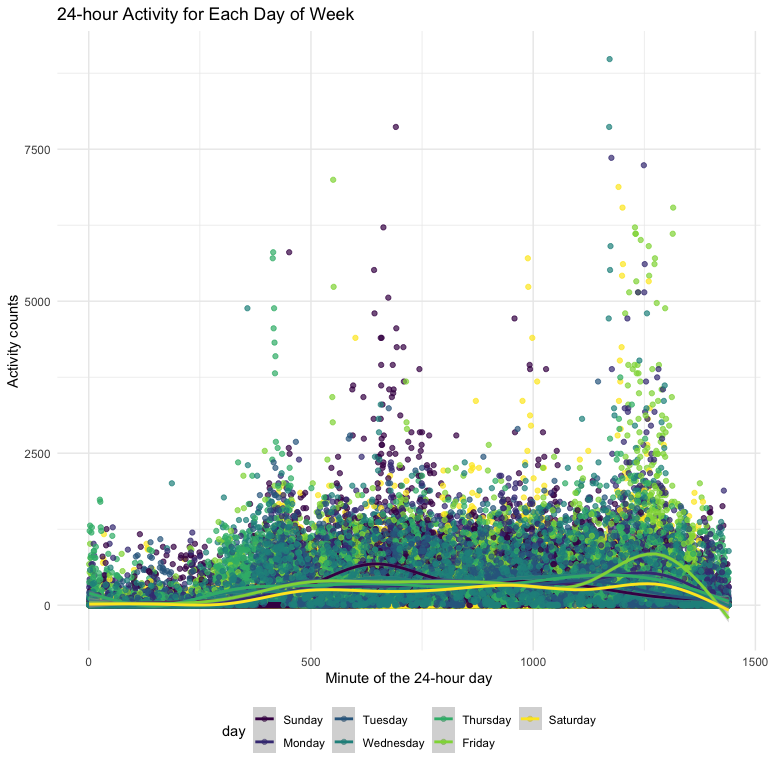 24-hour Activity for Each Day of Week
7500
5000
2500
0
Activity counts
0 500 1000 1500
Minute of the 24-hour day
day
Sunday Tuesday Thursday Saturday
Monday Wednesday Friday